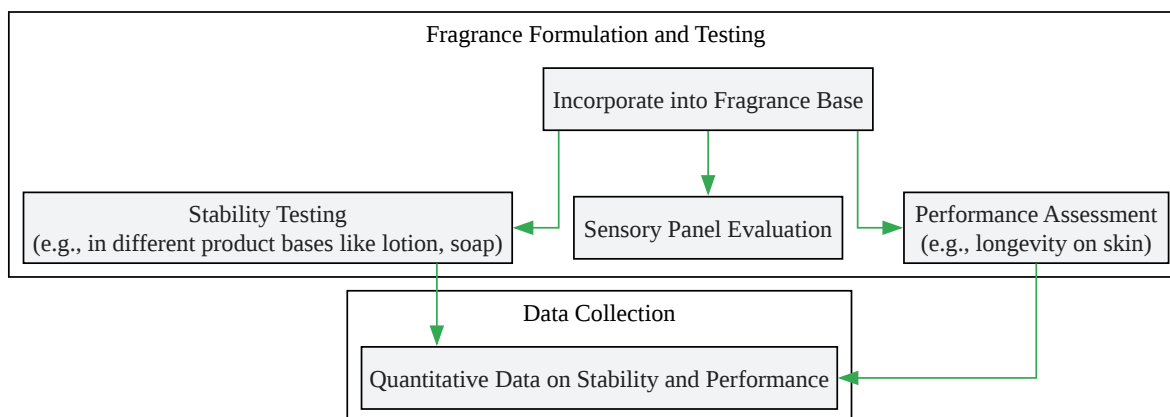 Fragrance Formulation and Testing
Incorporate into Fragrance Base
Stability Testing
(e.g., in different product bases like lotion, soap)
Sensory Panel Evaluation
Performance Assessment
(e.g., longevity on skin)
Data Collection
Quantitative Data on Stability and Performance